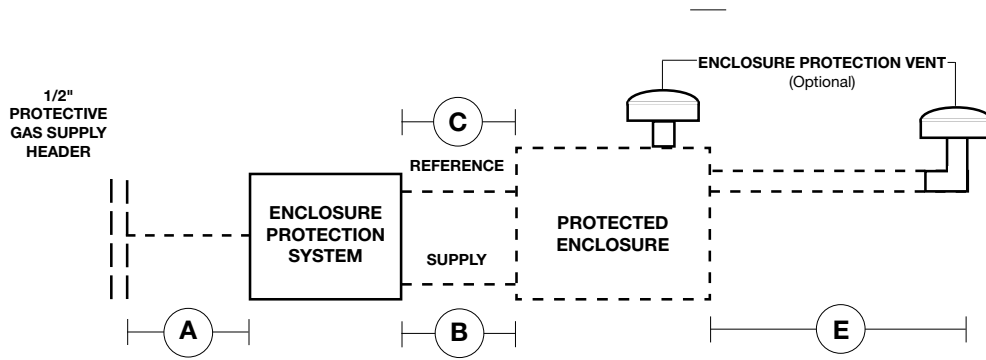 ENCLOSURE PROTECTION VENT
(Optional)
1/2"
PROTECTIVE
GAS SUPPLY
HEADER
C
REFERENCE
ENCLOSURE
PROTECTION
SYSTEM
PROTECTED
ENCLOSURE
SUPPLY
A
B
E